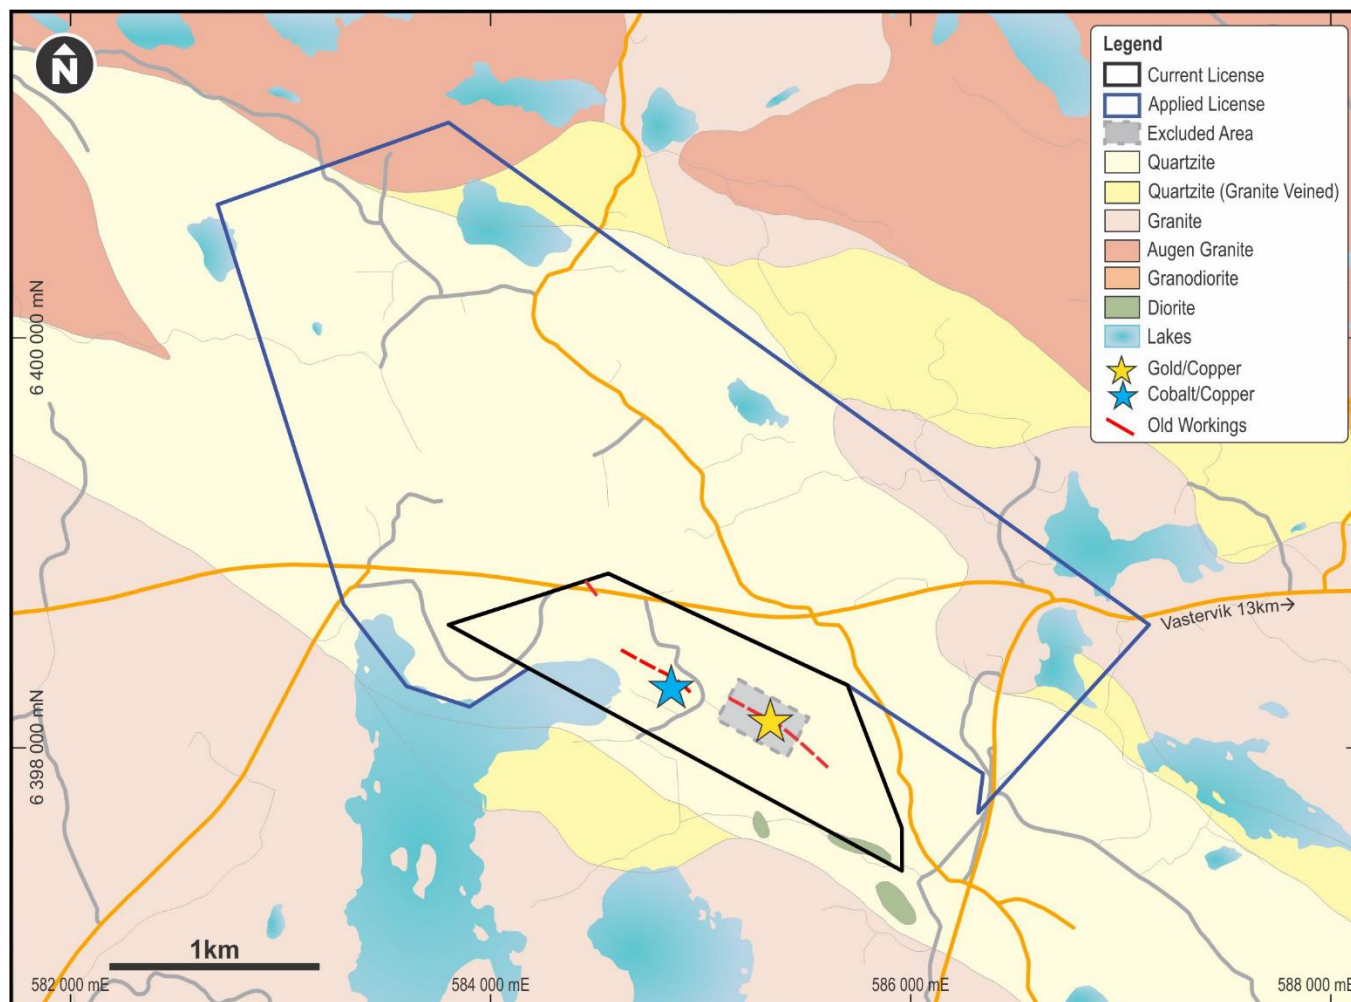 N
Legend
Current License
Applied License
Excluded Area
Quartzite
Quartzite (Granite Veined)
Granite
Augen Granite
Granodiorite
Diorite
Lakes
Gold/Copper
Cobalt/Copper
Old Workings
6 400 000 mN
Vastervik 13km→
6 398 000 mN
1km
582 000 mE
584 000 mE
586 000 mE
588 000 mE